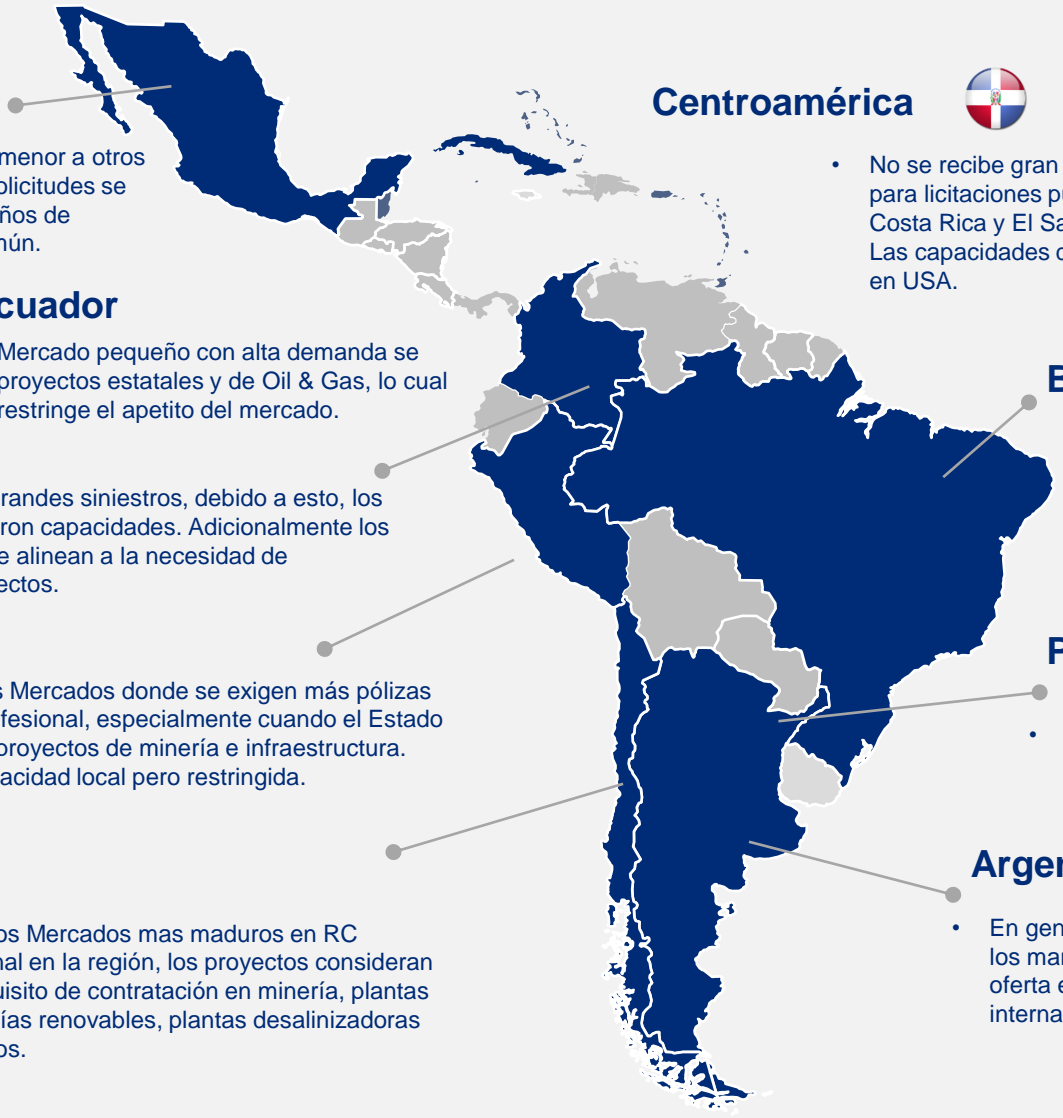 menor a otros
olicitudes se
ños de
mún.
cuador
Mercado pequeño con alta demanda se
proyectos estatales y de Oil & Gas, lo cual
restringe el apetito del mercado.
randes siniestros, debido a esto, los
ron capacidades. Adicionalmente los
e alinean a la necesidad de
ectos.
s Mercados donde se exigen más pólizas
fesional, especialmente cuando el Estado
proyectos de minería e infraestructura.
acidad local pero restringida.
os Mercados mas maduros en RC
nal en la región, los proyectos consideran
uisito de contratación en minería, plantas
ías renovables, plantas desalinizadoras
os.
Centroamérica
• No se recibe gran
para licitaciones pú
Costa Rica y El Sa
Las capacidades
en USA.
B
P
•
Argen
• En gen
los mar
oferta e
interna